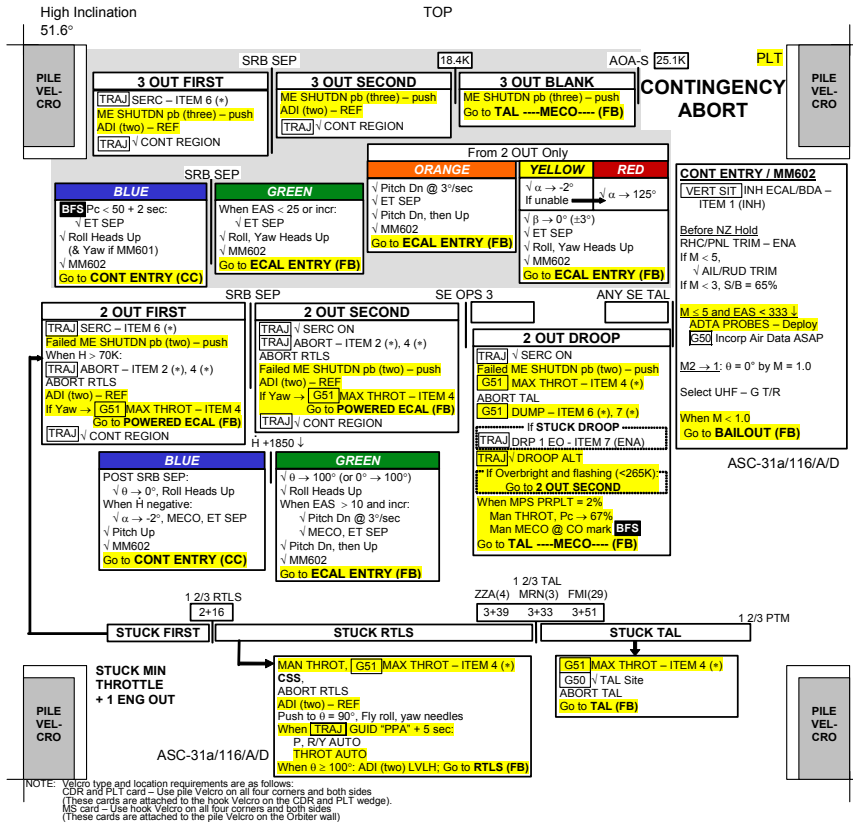 High Inclination
51.6°
TOP
PILE
VEL-
CRO
SRB SEP
18.4K
AOA-S
25.1K
PLT
PILE
VEL-
CRO
CONTINGENCY
ABORT
3 OUT FIRST
TRAJ SERC – ITEM 6 (*)
ME SHUTDN pb (three) – push
ADI (two) – REF
TRAJ √ CONT REGION
3 OUT SECOND
ME SHUTDN pb (three) – push
ADI (two) – REF
TRAJ √ CONT REGION
3 OUT BLANK
ME SHUTDN pb (three) – push
Go to TAL ----MECO---- (FB)
SRB SEP
BLUE
BFS Pc < 50 + 2 sec:
√ ET SEP
√ Roll Heads Up
(& Yaw if MM601)
√ MM602
Go to CONT ENTRY (CC)
GREEN
When EAS < 25 or incr:
√ ET SEP
√ Roll, Yaw Heads Up
√ MM602
Go to ECAL ENTRY (FB)
From 2 OUT Only
ORANGE
√ Pitch Dn @ 3°/sec
√ ET SEP
√ Pitch Dn, then Up
√ MM602
Go to ECAL ENTRY (FB)
YELLOW
√ α → -2°
If unable
RED
√ α → 125°
√ β → 0° (±3°)
√ ET SEP
√ Roll, Yaw Heads Up
√ MM602
Go to ECAL ENTRY (FB)
CONT ENTRY / MM602
VERT SIT INH ECAL/BDA –
ITEM 1 (INH)
Before NZ Hold
RHC/PNL TRIM – ENA
If M < 5,
√ AIL/RUD TRIM
If M < 3, S/B = 65%
M ≤ 5 and EAS < 333 ↓
ADTA PROBES – Deploy
G50 Incorp Air Data ASAP
M2 → 1: θ = 0° by M = 1.0
Select UHF – G T/R
When M < 1.0
Go to BAILOUT (FB)
ASC-31a/116/A/D
SRB SEP
SE OPS 3
ANY SE TAL
2 OUT FIRST
TRAJ SERC – ITEM 6 (*)
Failed ME SHUTDN pb (two) – push
When H > 70K:
TRAJ ABORT – ITEM 2 (*), 4 (*)
ABORT RTLS
ADI (two) – REF
If Yaw → G51 MAX THROT – ITEM 4
Go to POWERED ECAL (FB)
TRAJ √ CONT REGION
2 OUT SECOND
TRAJ √ SERC ON
TRAJ ABORT – ITEM 2 (*), 4 (*)
ABORT RTLS
Failed ME SHUTDN pb (two) – push
ADI (two) – REF
If Yaw → G51 MAX THROT – ITEM 4
Go to POWERED ECAL (FB)
TRAJ √ CONT REGION
2 OUT DROOP
TRAJ √ SERC ON
Failed ME SHUTDN pb (two) – push
G51 MAX THROT – ITEM 4 (*)
ABORT TAL
G51 DUMP – ITEM 6 (*), 7 (*)
If STUCK DROOP
TRAJ DRP 1 EO - ITEM 7 (ENA)
TRAJ √ DROOP ALT
If Overbright and flashing (<265K):
Go to 2 OUT SECOND
When MPS PRPLT = 2%
Man THROT, Pc → 67%
Man MECO @ CO mark BFS
Go to TAL ----MECO---- (FB)
Ḣ +1850 ↓
BLUE
POST SRB SEP:
√ θ → 0°, Roll Heads Up
When Ḣ negative:
√ α → -2°, MECO, ET SEP
√ Pitch Up
√ MM602
Go to CONT ENTRY (CC)
GREEN
√ θ → 100° (or 0° → 100°)
√ Roll Heads Up
When EAS > 10 and incr:
√ Pitch Dn @ 3°/sec
√ MECO, ET SEP
√ Pitch Dn, then Up
√ MM602
Go to ECAL ENTRY (FB)
1 2/3 RTLS
2+16
1 2/3 TAL
ZZA(4) MRN(3) FMI(29)
3+39 3+33 3+51
1 2/3 PTM
STUCK FIRST
STUCK RTLS
STUCK TAL
PILE
VEL-
CRO
STUCK MIN
THROTTLE
+ 1 ENG OUT
MAN THROT, G51 MAX THROT – ITEM 4 (*)
CSS,
ABORT RTLS
ADI (two) – REF
Push to θ = 90°, Fly roll, yaw needles
When TRAJ GUID "PPA" + 5 sec:
P, R/Y AUTO
THROT AUTO
When θ ≥ 100°: ADI (two) LVLH; Go to RTLS (FB)
G51 MAX THROT – ITEM 4 (*)
G50 √ TAL Site
ABORT TAL
Go to TAL (FB)
PILE
VEL-
CRO
ASC-31a/116/A/D
NOTE: Velcro type and location requirements are as follows:
CDR and PLT card – Use pile Velcro on all four corners and both sides
(These cards are attached to the hook Velcro on the CDR and PLT wedge).
MS card – Use hook Velcro on all four corners and both sides
(These cards are attached to the pile Velcro on the Orbiter wall)